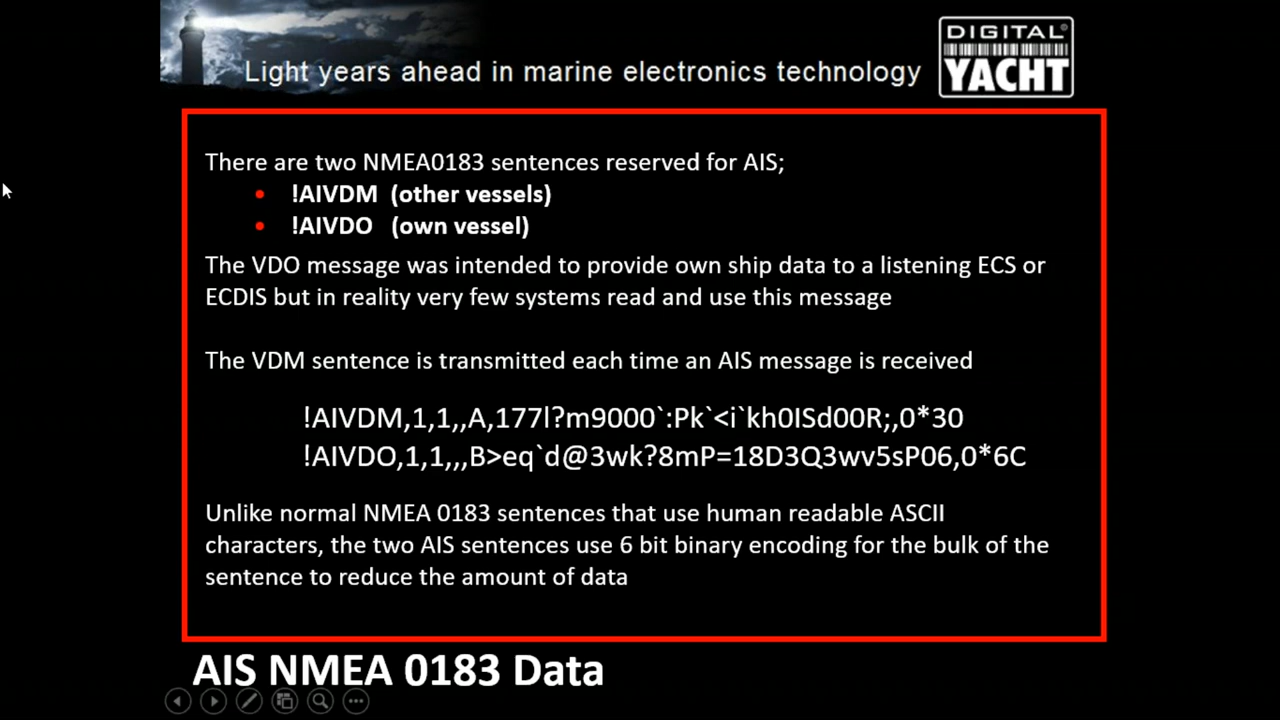 Light years ahead in marine electronics technology
DIGITAL
YACHT
There are two NMEA0183 sentences reserved for AIS;
• !AIVDM (other vessels)
• !AIVDO (own vessel)
The VDO message was intended to provide own ship data to a listening ECS or
ECDIS but in reality very few systems read and use this message
The VDM sentence is transmitted each time an AIS message is received
!AIVDM,1,1,,A,177l?m9000`:Pk`<i`kh0ISd00R;,0*30
!AIVDO,1,1,,,B>eq`d@3wk?8mP=18D3Q3wv5sP06,0*6C
Unlike normal NMEA 0183 sentences that use human readable ASCII
characters, the two AIS sentences use 6 bit binary encoding for the bulk of the
sentence to reduce the amount of data
AIS NMEA 0183 Data